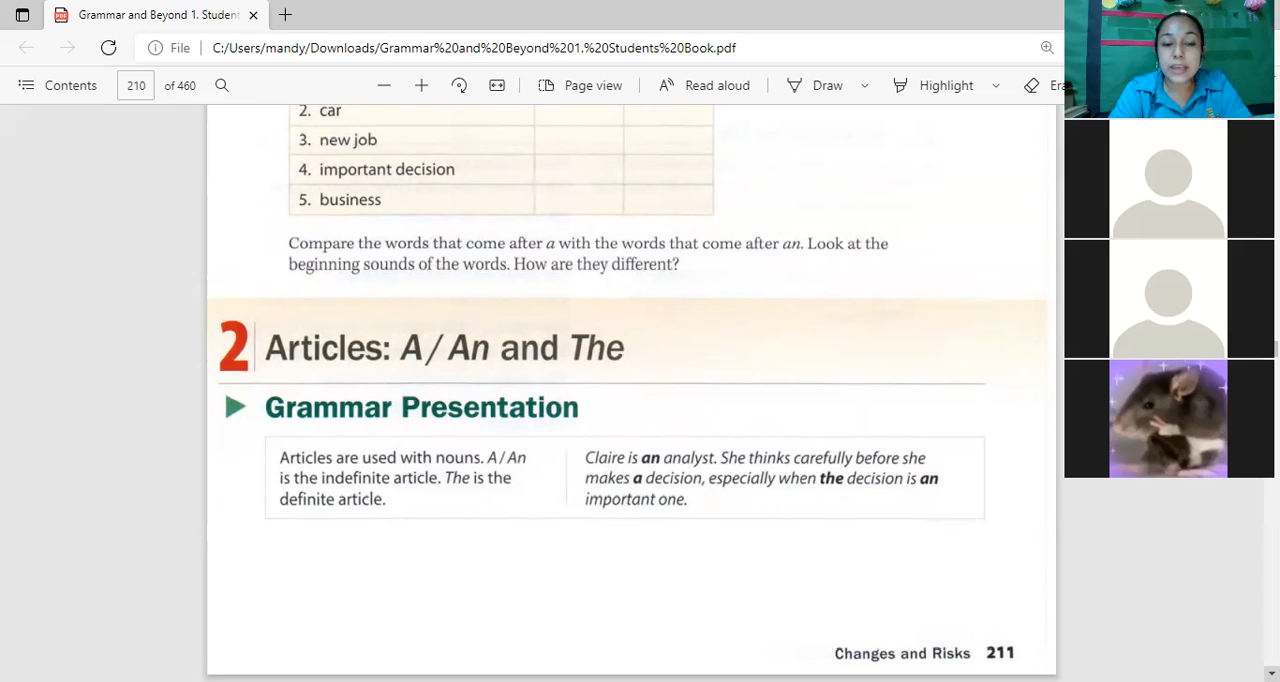 Grammar and Beyond 1. Student
File
C:/Users/mandy/Downloads/Grammar%20and%20Beyond%201.%20Students%20Book.pdf
Contents
210 of 460
Page view
Read aloud
Draw
Highlight
Era
2. car
3. new job
4. important decision
5. business
Compare the words that come after a with the words that come after an. Look at the
beginning sounds of the words. How are they different?
2 Articles: A / An and The
Grammar Presentation
Articles are used with nouns. A / An
is the indefinite article. The is the
definite article.
Claire is an analyst. She thinks carefully before she
makes a decision, especially when the decision is an
important one.
Changes and Risks 211